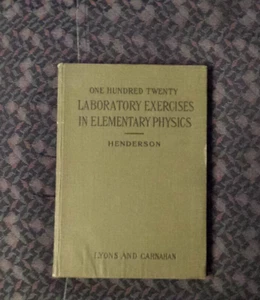 ONE HUNDRED TWENTY
LABORATORY EXERCISES
IN ELEMENTARY PHYSICS
HENDERSON
LYONS AND CARNAHAN